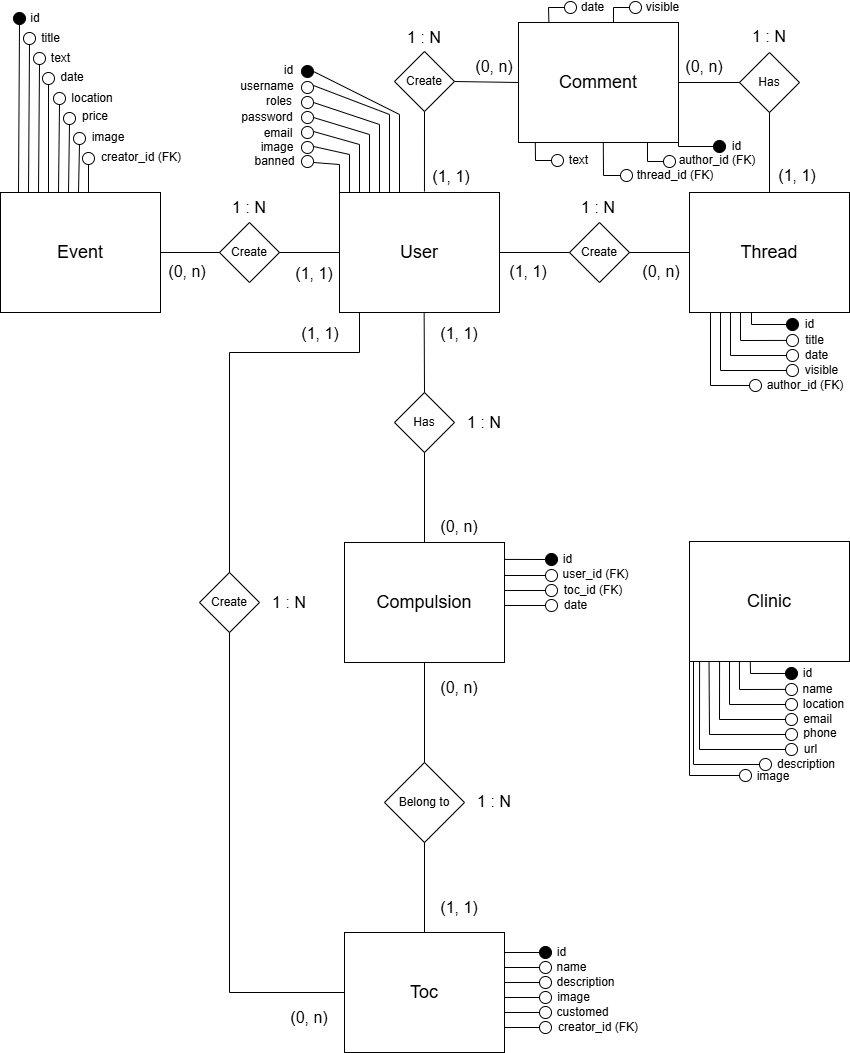 id
title
text
date
location
price
image
creator_id (FK)
Event
(0, n)
1 : N
Create
(1, 1)
id
username
roles
password
email
image
banned
User
1 : N
Create
(1, 1)
(0, n)
date
visible
Comment
text
thread_id (FK)
author_id (FK)
id
(0, n)
1 : N
Has
(1, 1)
(1, 1)
1 : N
Create
(0, n)
Thread
id
title
date
visible
author_id (FK)
(1, 1)
(1, 1)
Has
1 : N
(0, n)
Compulsion
id
user_id (FK)
toc_id (FK)
date
Create
1 : N
(0, n)
Belong to
1 : N
(1, 1)
Toc
(0, n)
id
name
description
image
customed
creator_id (FK)
Clinic
id
name
location
email
phone
url
description
image